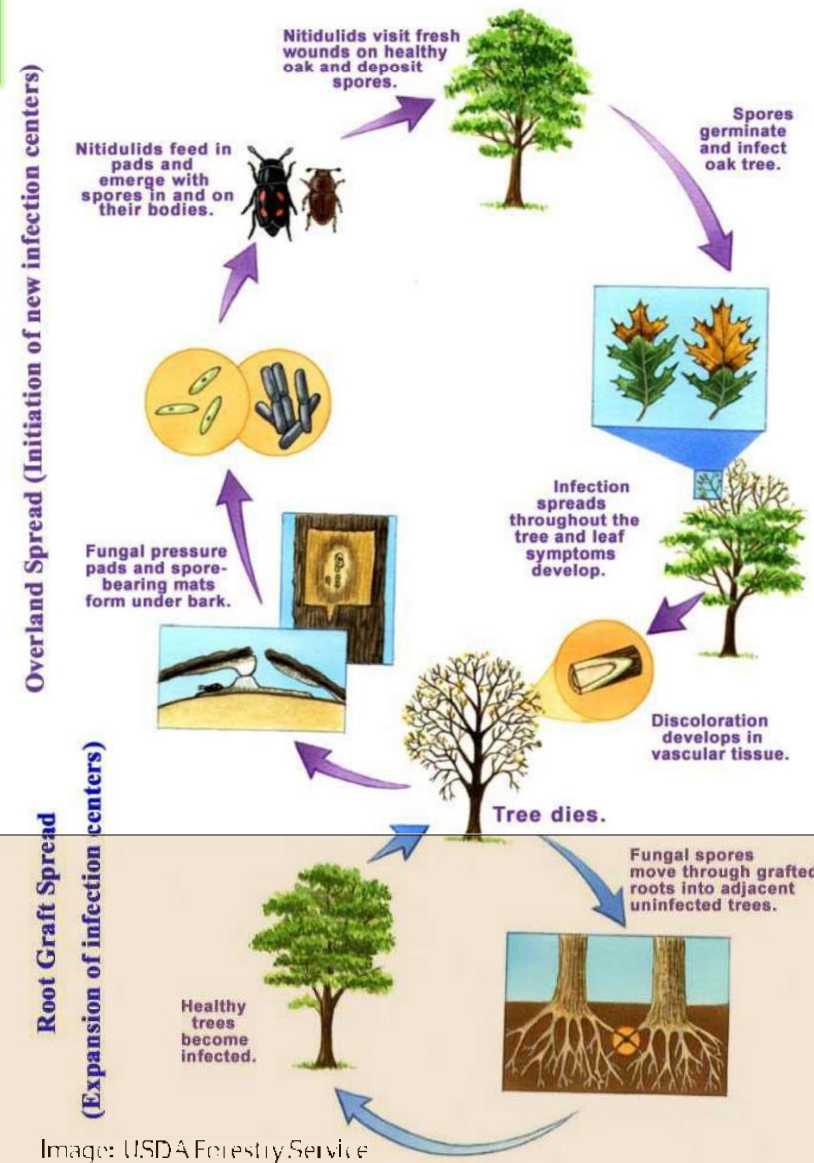 Overland Spread (Initiation of new infection centers)
Nitidulids visit fresh
wounds on healthy
oak and deposit
spores.
Spores
germinate
and infect
oak tree.
Nitidulids feed in
pads and
emerge with
spores in and on
their bodies.
Infection
spreads
throughout the
tree and leaf
symptoms
develop.
Fungal pressure
pads and spore-
bearing mats
form under bark.
Discoloration
develops in
vascular tissue.
Tree dies.
Root Graft Spread
(Expansion of infection centers)
Fungal spores
move through grafted
roots into adjacent
uninfected trees.
Healthy
trees
become
infected.
Image: USDA Forestry Service